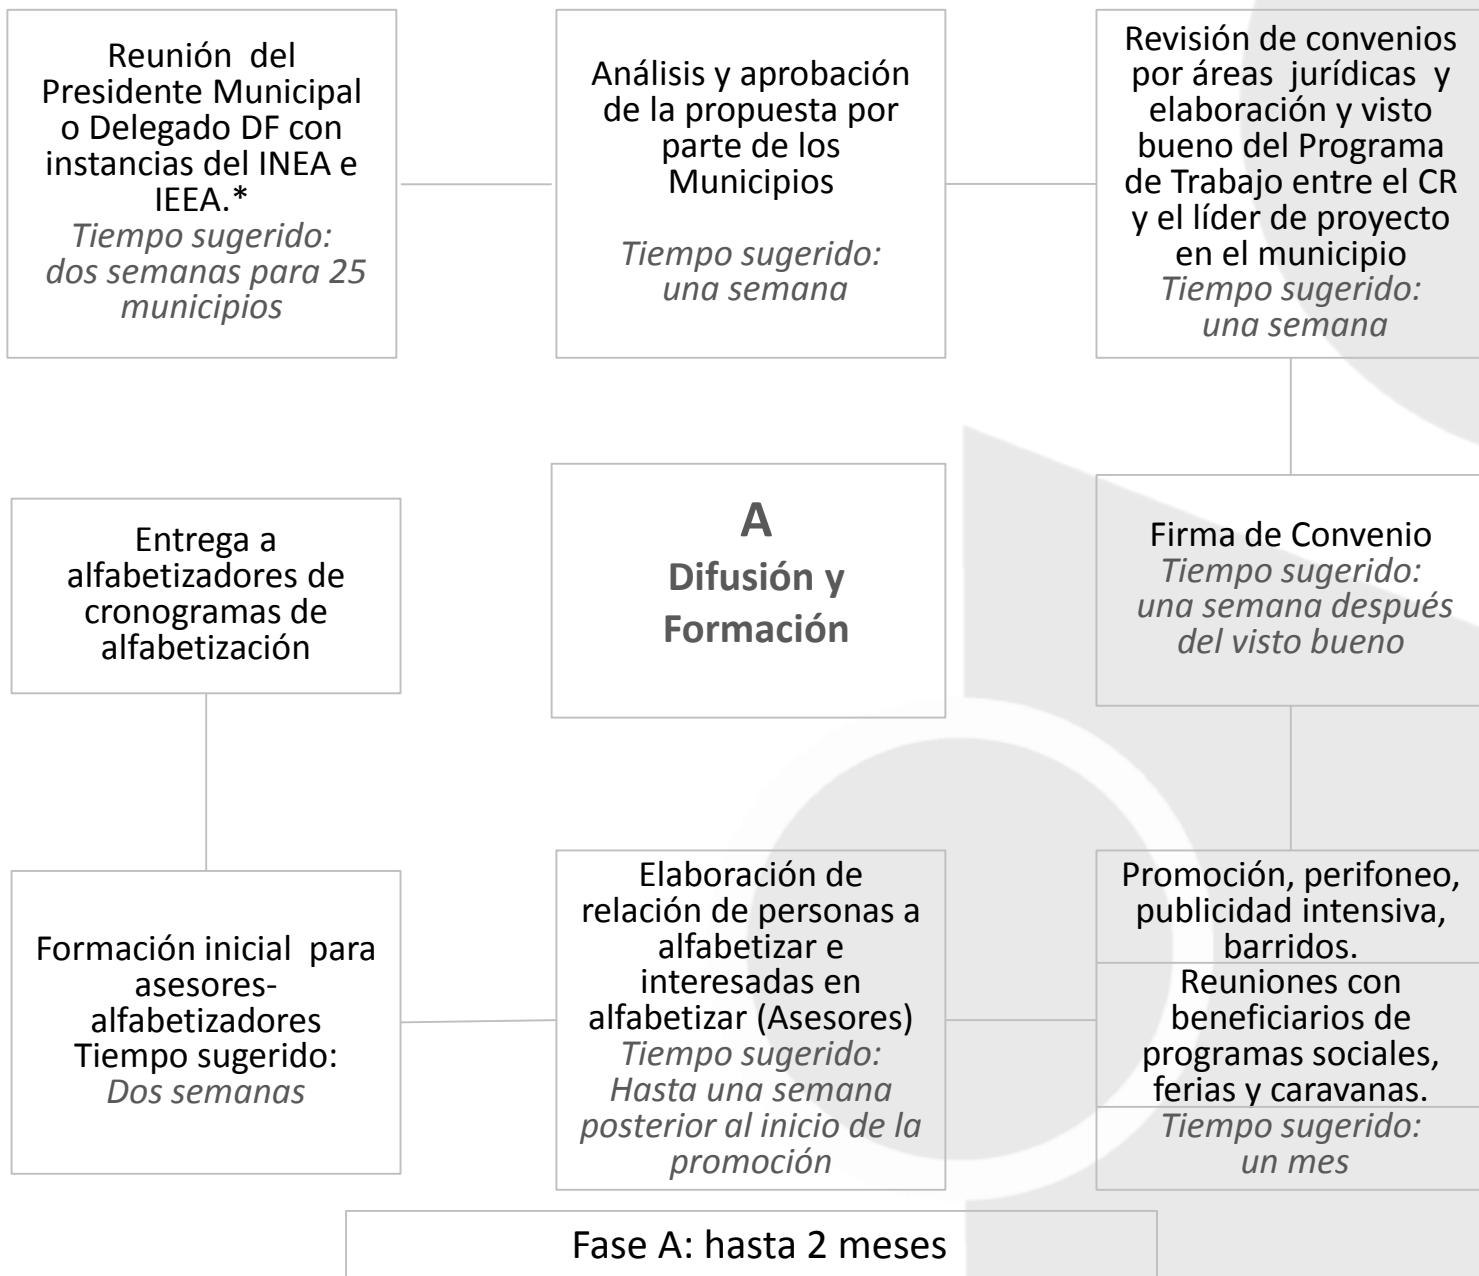 Reunión del
Presidente Municipal
o Delegado DF con
instancias del INEA e
IEEA.*
Tiempo sugerido:
dos semanas para 25
municipios
Análisis y aprobación
de la propuesta por
parte de los
Municipios
Tiempo sugerido:
una semana
Revisión de convenios
por áreas jurídicas y
elaboración y visto
bueno del Programa
de Trabajo entre el CR
y el líder de proyecto
en el municipio
Tiempo sugerido:
una semana
Entrega a
alfabetizadores de
cronogramas de
alfabetización
A
Difusión y
Formación
Firma de Convenio
Tiempo sugerido:
una semana después
del visto bueno
Formación inicial para
asesores-
alfabetizadores
Tiempo sugerido:
Dos semanas
Elaboración de
relación de personas a
alfabetizar e
interesadas en
alfabetizar (Asesores)
Tiempo sugerido:
Hasta una semana
posterior al inicio de la
promoción
Promoción, perifoneo,
publicidad intensiva,
barridos.
Reuniones con
beneficiarios de
programas sociales,
ferias y caravanas.
Tiempo sugerido:
un mes
Fase A: hasta 2 meses